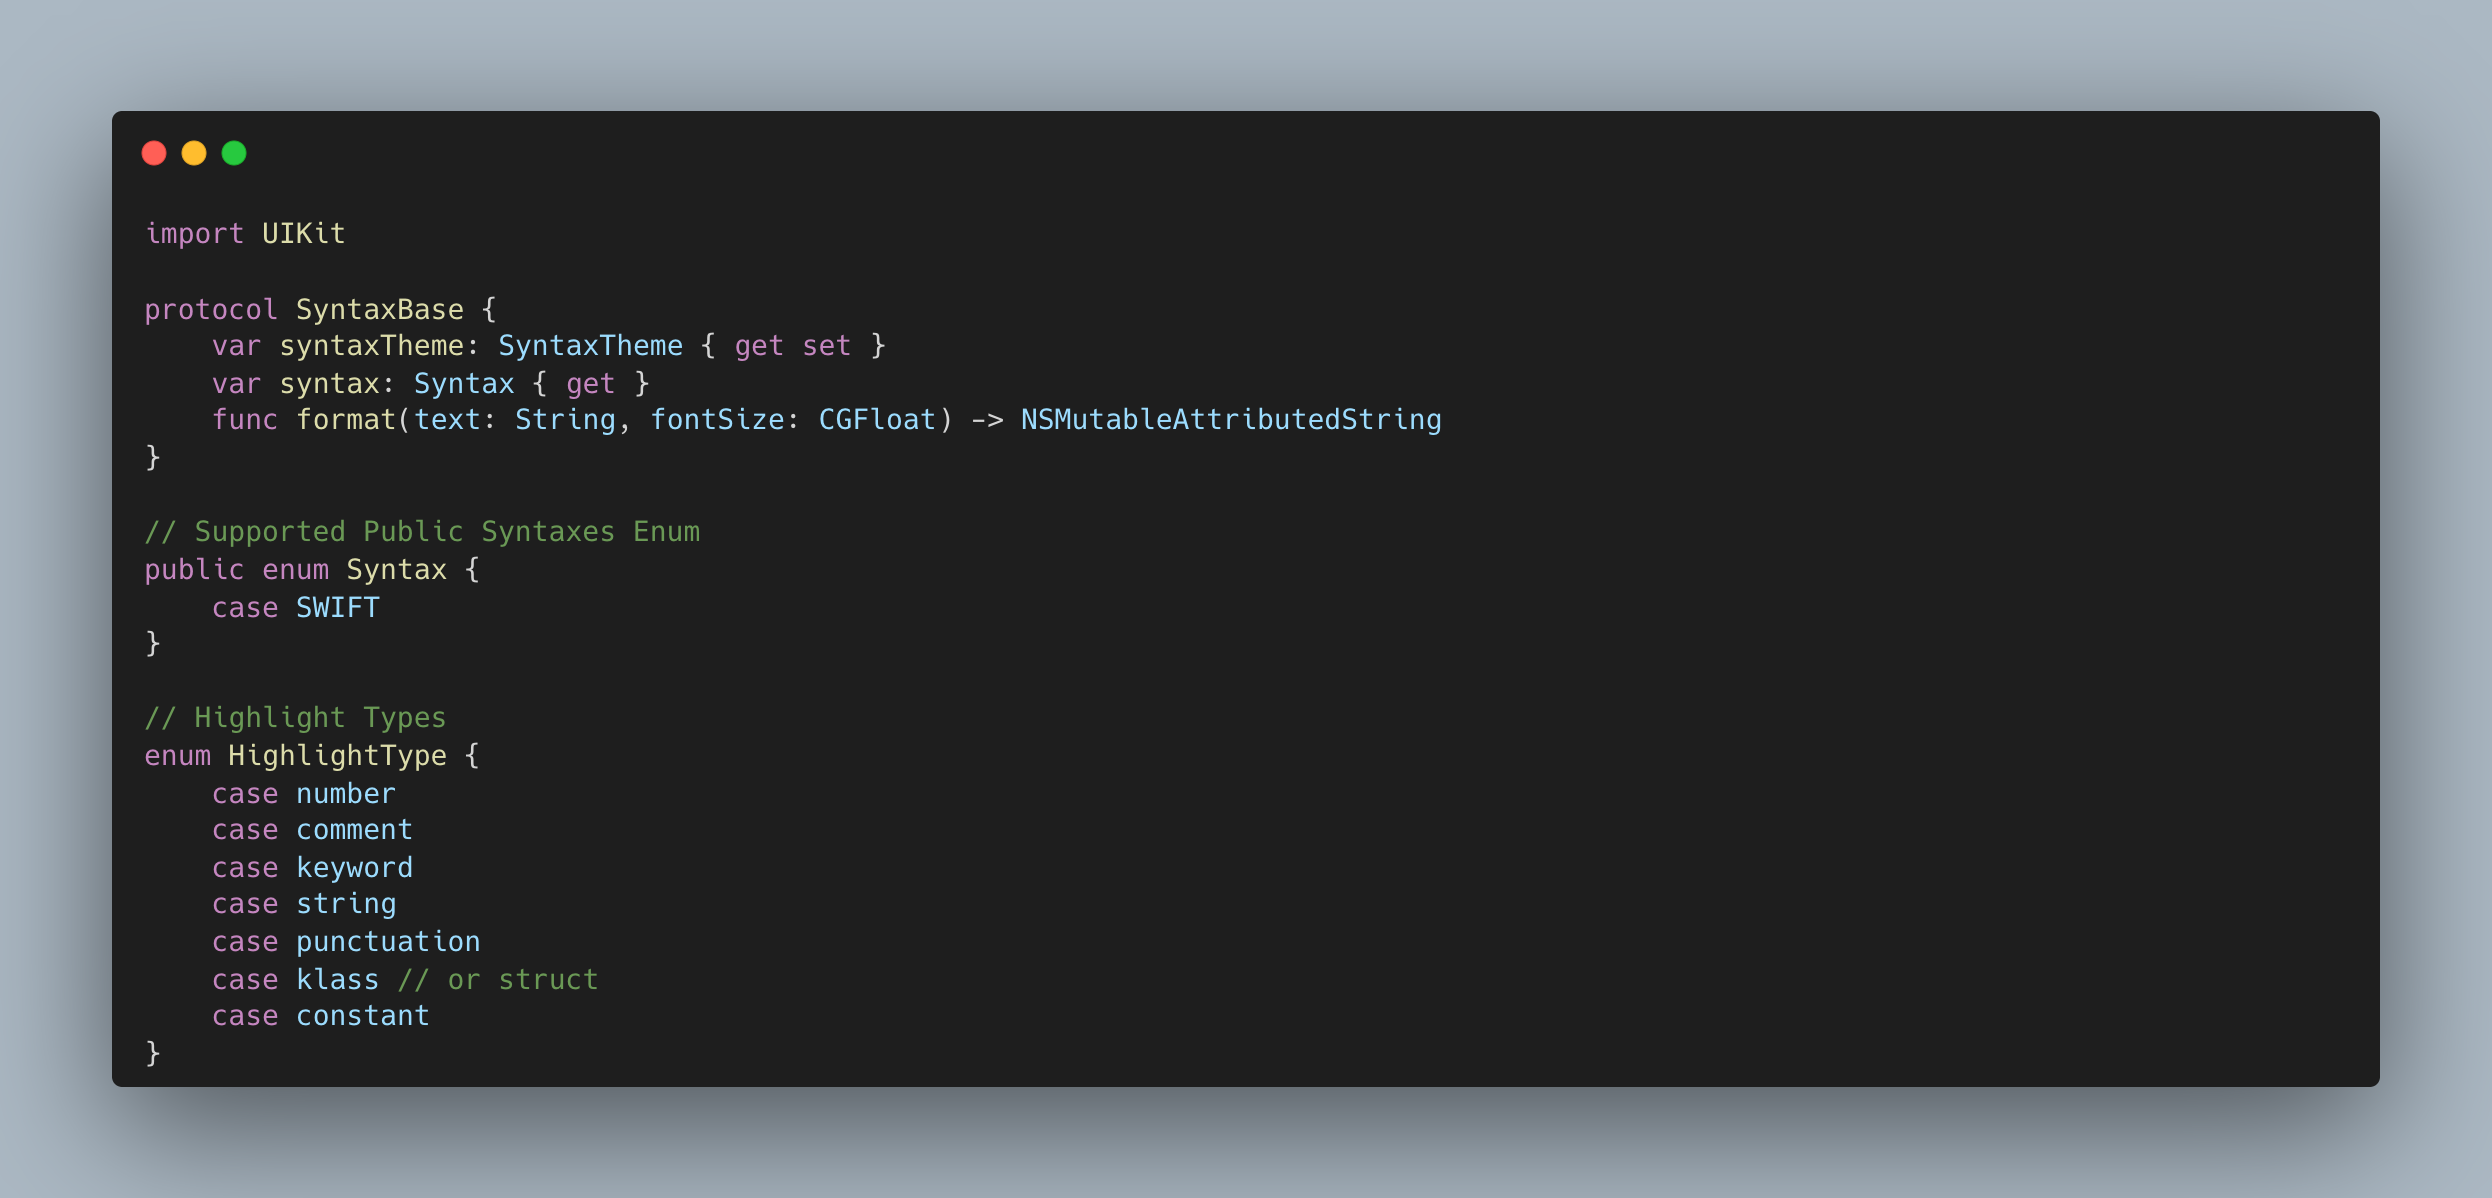 import UIKit
protocol SyntaxBase {
    var syntaxTheme: SyntaxTheme { get set }
    var syntax: Syntax { get }
    func format(text: String, fontSize: CGFloat) -> NSMutableAttributedString
}
// Supported Public Syntaxes Enum
public enum Syntax {
    case SWIFT
}
// Highlight Types
enum HighlightType {
    case number
    case comment
    case keyword
    case string
    case punctuation
    case klass // or struct
    case constant
}